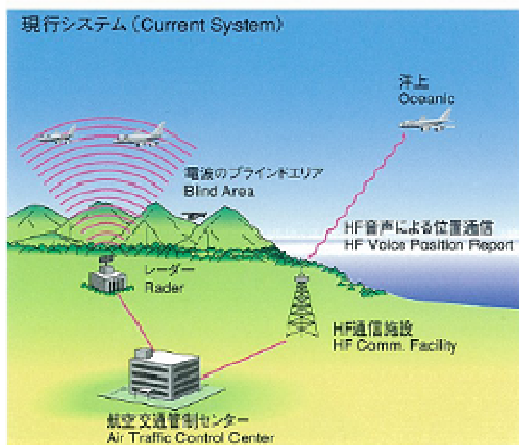 現行システム(Current System)
洋上
Oceanic
電波のブラインドエリア
Blind Area
HF音声による位置通信
HF Voice Position Report
レーダー
Rader
HF通信施設
HF Comm. Facility
航空交通管制センター
Air Traffic Control Center